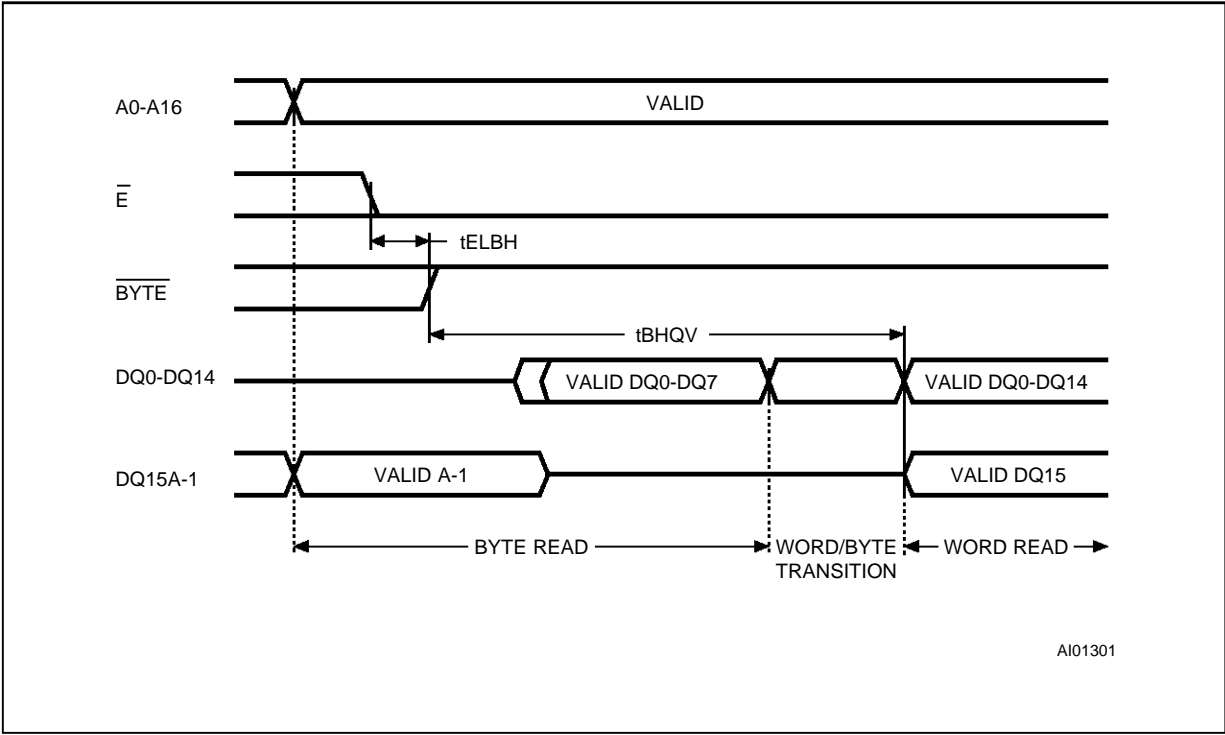 A0-A16
VALID
E̅
tELBH
B̅Y̅T̅E̅
tBHQV
DQ0-DQ14
VALID DQ0-DQ7
VALID DQ0-DQ14
DQ15A-1
VALID A-1
VALID DQ15
BYTE READ
WORD/BYTE
TRANSITION
WORD READ
AI01301